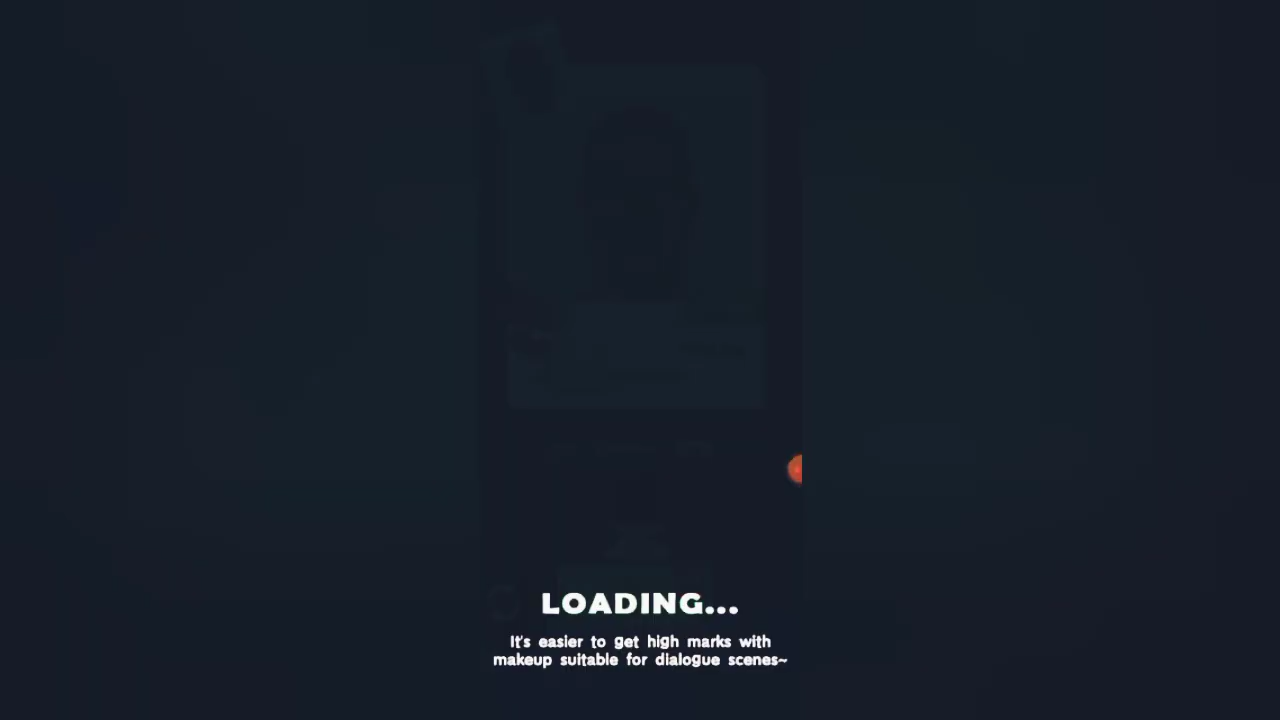 LOADING...
It's easier to get high marks with
makeup suitable for dialogue scenes~